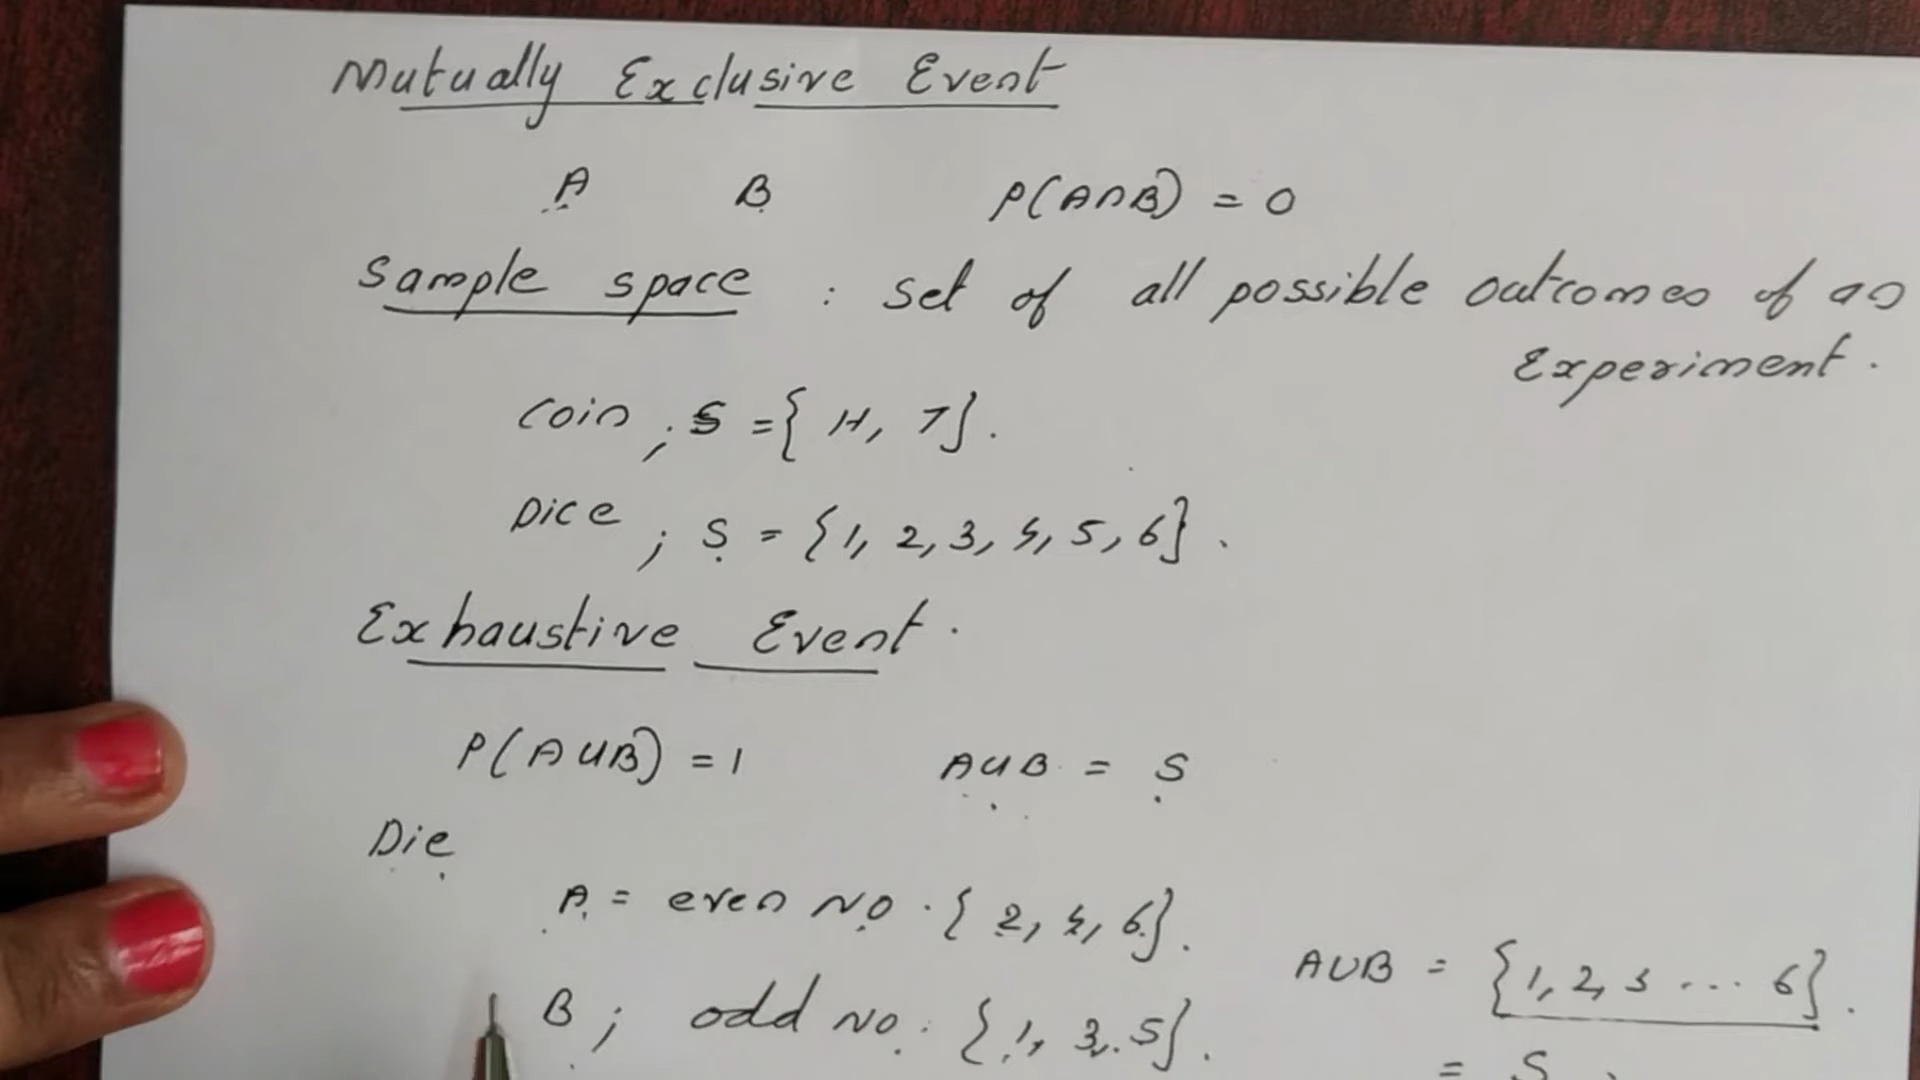 Mutually Exclusive Event
A B P(A∩B) = 0
Sample space : set of all possible outcomes of an
Experiment.
coin ; S = { H, T }.
Dice ; S = { 1, 2, 3, 4, 5, 6 }.
Exhaustive Event.
P(A∪B) = 1 A∪B = S
Die
A = even no. { 2, 4, 6 }.
B ; odd no. { 1, 3, 5 }.
A∪B = { 1, 2, 3 ... 6 }.
= S.